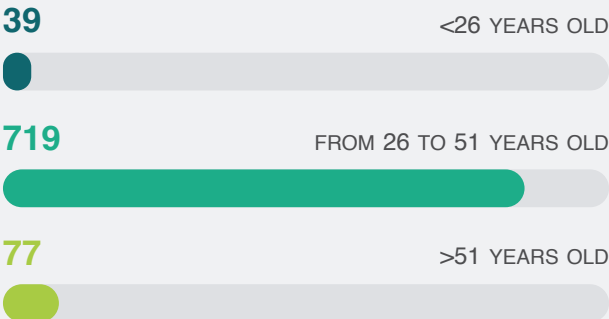 39 <26 YEARS OLD
719 FROM 26 TO 51 YEARS OLD
77 >51 YEARS OLD